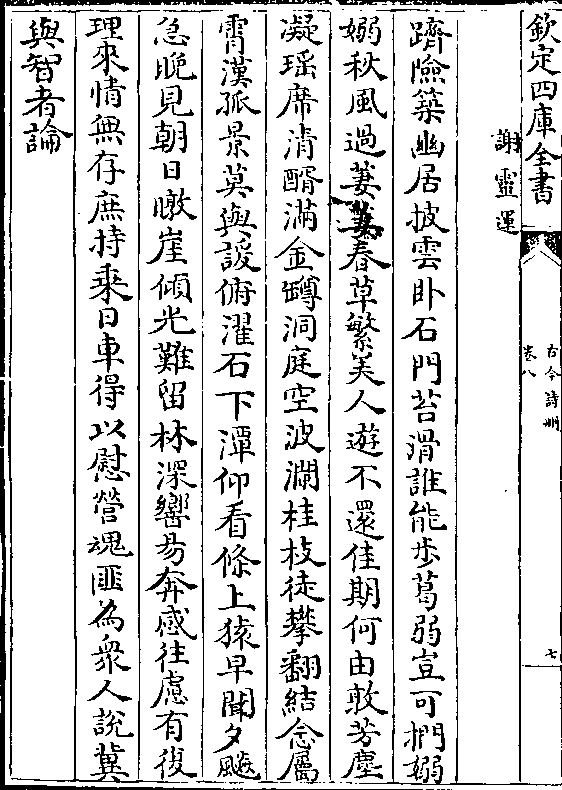 欽定四庫全書
古今詩刪
卷八
七
謝靈運
躋險築幽居披雲卧石門苔滑誰能步葛弱豈可捫嫋
嫋秋風過萋萋春草繁美人遊不還佳期何由敦芳塵
凝瑶席清醑滿金罇洞庭空波瀾桂枝徒攀翻結念屬
霄漢孤景莫與諼俯濯石下潭仰看條上猿早聞夕飈
急晚見朝日暾崖傾光難留林深響易奔感往慮有復
理來情無存庶持乘日車得以慰營魂匪為衆人說冀
與智者論